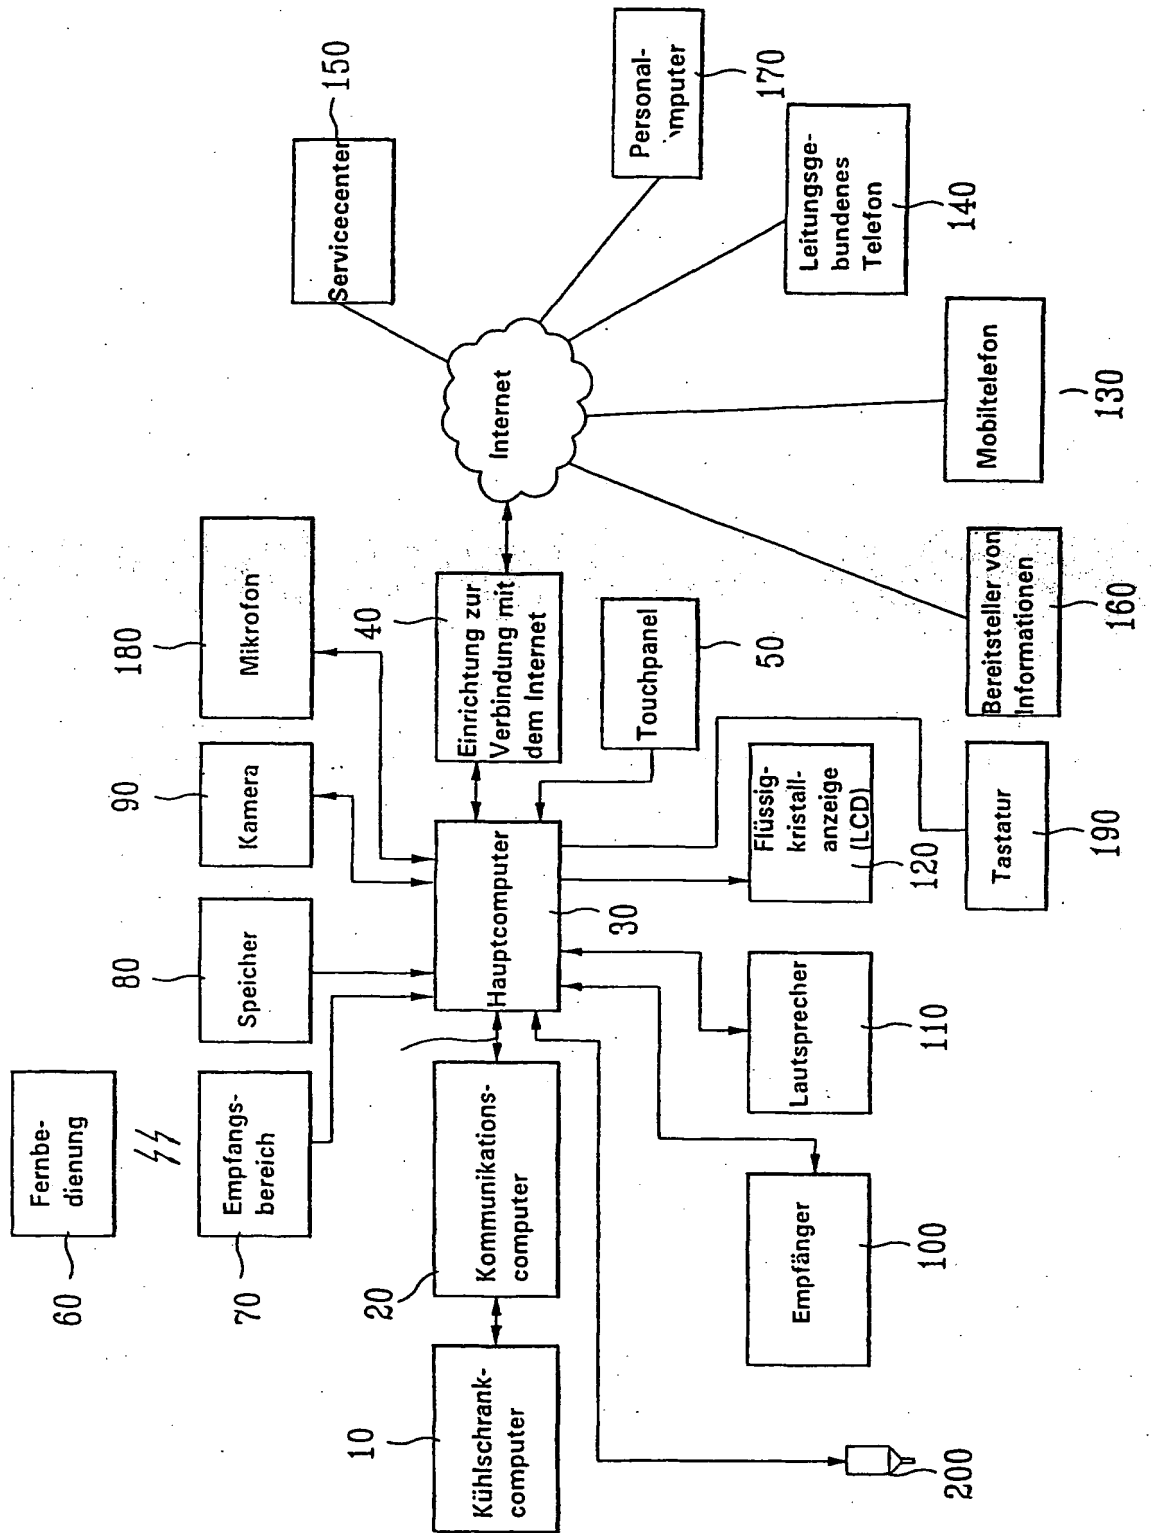 60
Fernbe-
dienung
70
Empfangs-
bereich
80
Speicher
90
Kamera
180
Mikrofon
150
Servicecenter
10
Kühlschrank-
computer
20
Kommunikations-
computer
Hauptcomputer
30
40
Einrichtung zur
Verbindung mit
dem Internet
Internet
Touchpanel
50
Personal-
170
Leitungsge-
bundenes
Telefon
140
Mobiltelefon
130
Bereitsteller von
Informationen
160
200
Empfänger
100
Lautsprecher
110
Flüssig-
kristall-
anzeige
(LCD)
120
Tastatur
190